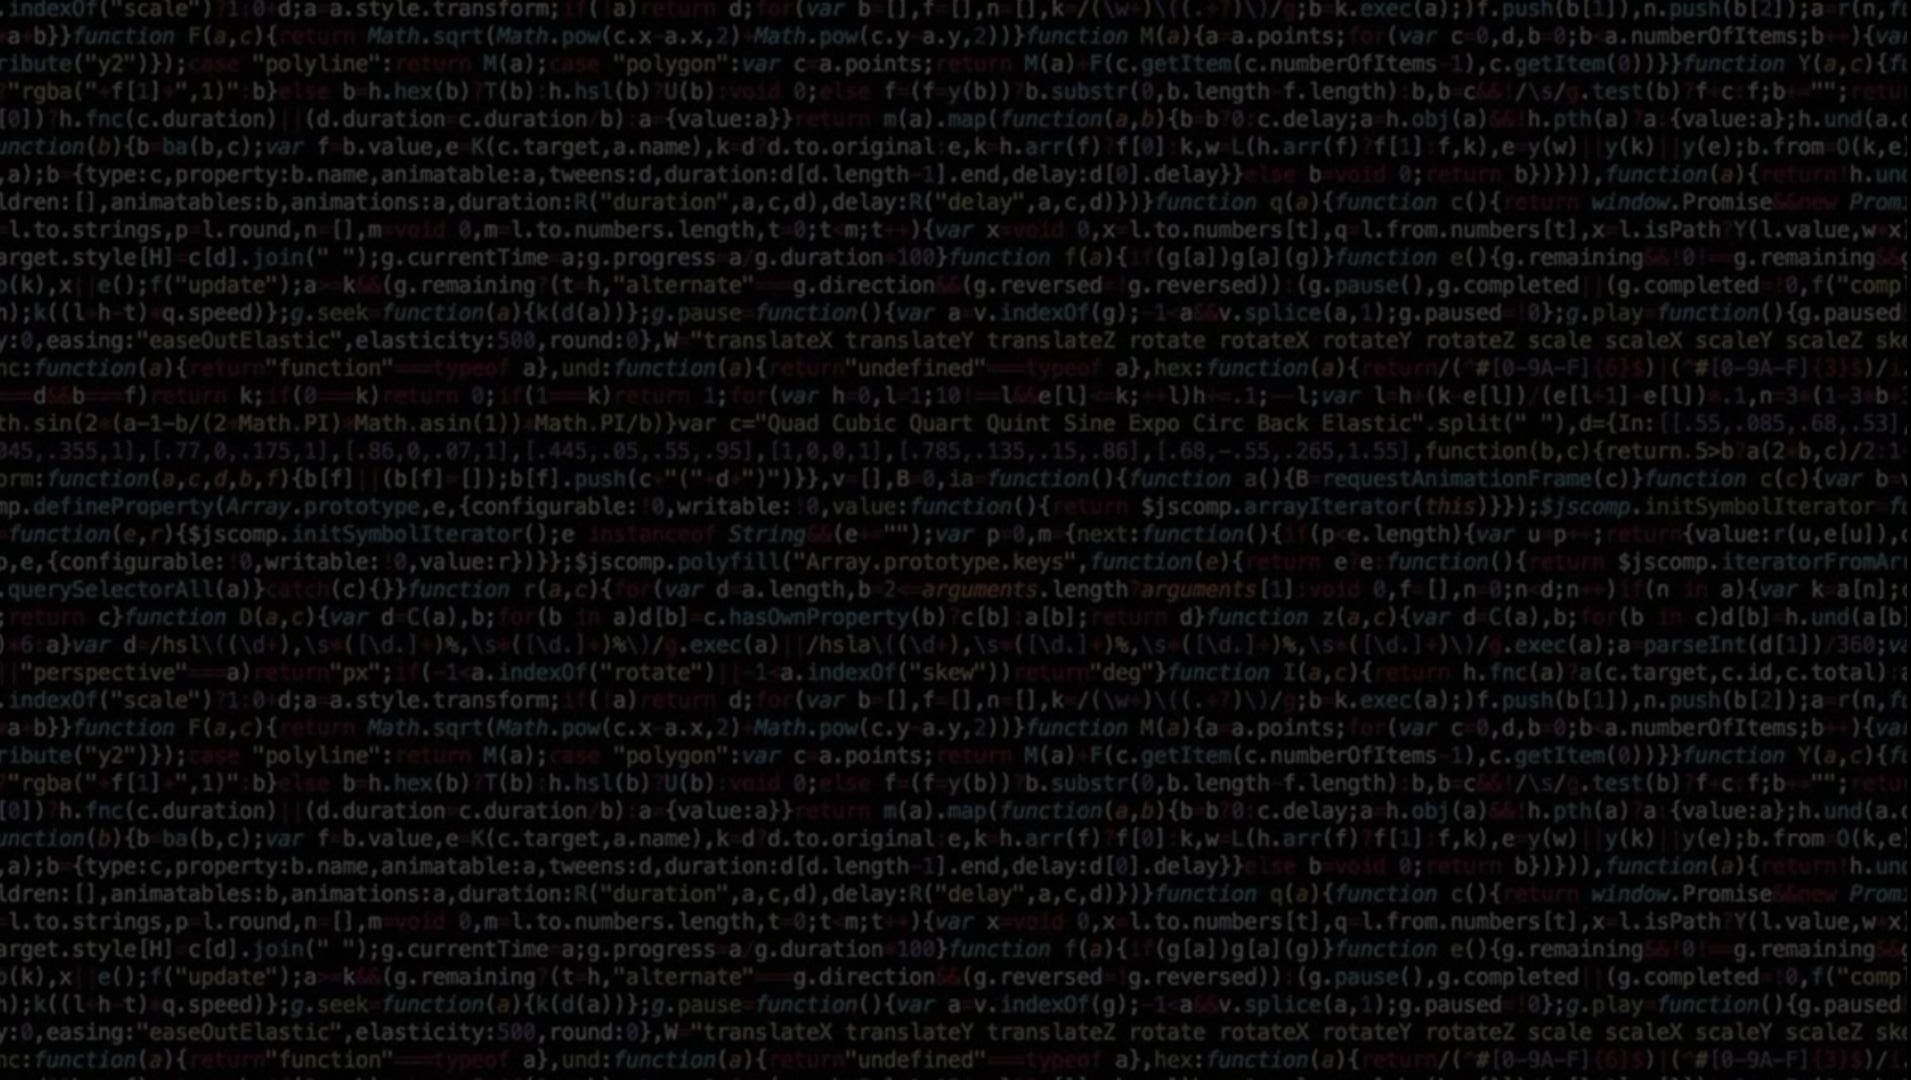 .indexOf("scale")?1:0+d;a=a.style.transform;if(!a)return d;for(var b=[],f=[],n=[],k=/(\w+)\((.+?)\)/g;b=k.exec(a);)f.push(b[1]),n.push(b[2]);a=r(n,fu
a+b}}function F(a,c){return Math.sqrt(Math.pow(c.x-a.x,2)+Math.pow(c.y-a.y,2))}function M(a){a=a.points;for(var c=0,d,b=0;b<a.numberOfItems;b++){va
ribute("y2")});case "polyline":return M(a);case "polygon":var c=a.points;return M(a)+F(c.getItem(c.numberOfItems-1),c.getItem(0))}}function Y(a,c){fu
?"rgba("+f[1]+",1)":b}else b=h.hex(b)?T(b):h.hsl(b)?U(b):void 0;else f=(f=y(b))?b.substr(0,b.length-f.length):b,b=c&&!/\s/g.test(b)?f+c:f;b+="";retu
[0])?h.fnc(c.duration)||(d.duration=c.duration/b):a={value:a}}return m(a).map(function(a,b){b=b?0:c.delay;a=h.obj(a)&&!h.pth(a)?a:{value:a};h.und(a.d
unction(b){b=ba(b,c);var f=b.value,e=K(c.target,a.name),k=d?d.to.original:e,k=h.arr(f)?f[0]:k,w=L(h.arr(f)?f[1]:f,k),e=y(w)||y(k)||y(e);b.from=O(k,e
,a);b={type:c,property:b.name,animatable:a,tweens:d,duration:d[d.length-1].end,delay:d[0].delay}}else b=void 0;return b})})),function(a){return!h.und
ldren:[],animatables:b,animations:a,duration:R("duration",a,c,d),delay:R("delay",a,c,d)})}function q(a){function c(){return window.Promise&&new Prom
=l.to.strings,p=l.round,n=[],m=void 0,m=l.to.numbers.length,t=0;t<m;t++){var x=void 0,x=l.to.numbers[t],q=l.from.numbers[t],x=l.isPath?Y(l.value,w*x
arget.style[H]=c[d].join(" ");g.currentTime=a;g.progress=a/g.duration*100}function f(a){if(g[a])g[a](g)}function e(){g.remaining&&!0!==g.remaining&&
(k),x||e();f("update");a>=k&&(g.remaining?(t=h,"alternate"===g.direction&&(g.reversed=!g.reversed)):(g.pause(),g.completed||(g.completed=!0,f("comp
h);k((l+h-t)*q.speed)};g.seek=function(a){k(d(a))};g.pause=function(){var a=v.indexOf(g);-1<a&&v.splice(a,1);g.paused=!0};g.play=function(){g.paused
y:0,easing:"easeOutElastic",elasticity:500,round:0},W="translateX translateY translateZ rotate rotateX rotateY rotateZ scale scaleX scaleY scaleZ ske
nc:function(a){return"function"===typeof a},und:function(a){return"undefined"===typeof a},hex:function(a){return/(^#[0-9A-F]{6}$)|(^#[0-9A-F]{3}$)/i.
==d&&b===f)return k;if(0===k)return 0;if(1===k)return 1;for(var h=0,l=1;10!==l&&e[l]<=k;++l)h+=.1;--l;var l=h+(k-e[l])/(e[l+1]-e[l])*.1,n=3*(1-3*b+
th.sin(2*(a-1-b/(2*Math.PI)*Math.asin(1))*Math.PI/b)}var c="Quad Cubic Quart Quint Sine Expo Circ Back Elastic".split(" "),d={In:[[.55,.085,.68,.53],
045,.355,1],[.77,0,.175,1],[.86,0,.07,1],[.445,.05,.55,.95],[1,0,0,1],[.785,.135,.15,.86],[.68,-.55,.265,1.55],function(b,c){return.5>b?a(2*b,c)/2:1-
orm:function(a,c,d,b,f){b[f]||(b[f]=[]);b[f].push(c+"("+d+")")}},v=[],B=0,ia=function(){function a(){B=requestAnimationFrame(c)}function c(c){var b=v
mp.defineProperty(Array.prototype,e,{configurable:!0,writable:!0,value:function(){return $jscomp.arrayIterator(this)}});$jscomp.initSymbolIterator=fu
=function(e,r){$jscomp.initSymbolIterator();e instanceof String&&(e+="");var p=0,m={next:function(){if(p<e.length){var u=p++;return{value:r(u,e[u]),d
p,e,{configurable:!0,writable:!0,value:r})}};$jscomp.polyfill("Array.prototype.keys",function(e){return e?e:function(){return $jscomp.iteratorFromArr
.querySelectorAll(a)}catch(c){}}function r(a,c){for(var d=a.length,b=2<=arguments.length?arguments[1]:void 0,f=[],n=0;n<d;n++)if(n in a){var k=a[n];c
;return c}function D(a,c){var d=C(a),b;for(b in a)d[b]=c.hasOwnProperty(b)?c[b]:a[b];return d}function z(a,c){var d=C(a),b;for(b in c)d[b]=h.und(a[b]
)*6:a}var d=/hsl\((\d+),\s*([\d.]+)%,\s*([\d.]+)%\)/g.exec(a)||/hsla\((\d+),\s*([\d.]+)%,\s*([\d.]+)%,\s*([\d.]+)\)/g.exec(a);a=parseInt(d[1])/360;va
||"perspective"===a)return"px";if(-1<a.indexOf("rotate")||-1<a.indexOf("skew"))return"deg"}function I(a,c){return h.fnc(a)?a(c.target,c.id,c.total):a
.indexOf("scale")?1:0+d;a=a.style.transform;if(!a)return d;for(var b=[],f=[],n=[],k=/(\w+)\((.+?)\)/g;b=k.exec(a);)f.push(b[1]),n.push(b[2]);a=r(n,fu
a+b}}function F(a,c){return Math.sqrt(Math.pow(c.x-a.x,2)+Math.pow(c.y-a.y,2))}function M(a){a=a.points;for(var c=0,d,b=0;b<a.numberOfItems;b++){va
ribute("y2")});case "polyline":return M(a);case "polygon":var c=a.points;return M(a)+F(c.getItem(c.numberOfItems-1),c.getItem(0))}}function Y(a,c){fu
?"rgba("+f[1]+",1)":b}else b=h.hex(b)?T(b):h.hsl(b)?U(b):void 0;else f=(f=y(b))?b.substr(0,b.length-f.length):b,b=c&&!/\s/g.test(b)?f+c:f;b+="";retu
[0])?h.fnc(c.duration)||(d.duration=c.duration/b):a={value:a}}return m(a).map(function(a,b){b=b?0:c.delay;a=h.obj(a)&&!h.pth(a)?a:{value:a};h.und(a.d
unction(b){b=ba(b,c);var f=b.value,e=K(c.target,a.name),k=d?d.to.original:e,k=h.arr(f)?f[0]:k,w=L(h.arr(f)?f[1]:f,k),e=y(w)||y(k)||y(e);b.from=O(k,e
,a);b={type:c,property:b.name,animatable:a,tweens:d,duration:d[d.length-1].end,delay:d[0].delay}}else b=void 0;return b})})),function(a){return!h.und
ldren:[],animatables:b,animations:a,duration:R("duration",a,c,d),delay:R("delay",a,c,d)})}function q(a){function c(){return window.Promise&&new Prom
=l.to.strings,p=l.round,n=[],m=void 0,m=l.to.numbers.length,t=0;t<m;t++){var x=void 0,x=l.to.numbers[t],q=l.from.numbers[t],x=l.isPath?Y(l.value,w*x
arget.style[H]=c[d].join(" ");g.currentTime=a;g.progress=a/g.duration*100}function f(a){if(g[a])g[a](g)}function e(){g.remaining&&!0!==g.remaining&&
(k),x||e();f("update");a>=k&&(g.remaining?(t=h,"alternate"===g.direction&&(g.reversed=!g.reversed)):(g.pause(),g.completed||(g.completed=!0,f("comp
h);k((l+h-t)*q.speed)};g.seek=function(a){k(d(a))};g.pause=function(){var a=v.indexOf(g);-1<a&&v.splice(a,1);g.paused=!0};g.play=function(){g.paused
y:0,easing:"easeOutElastic",elasticity:500,round:0},W="translateX translateY translateZ rotate rotateX rotateY rotateZ scale scaleX scaleY scaleZ ske
nc:function(a){return"function"===typeof a},und:function(a){return"undefined"===typeof a},hex:function(a){return/(^#[0-9A-F]{6}$)|(^#[0-9A-F]{3}$)/i.